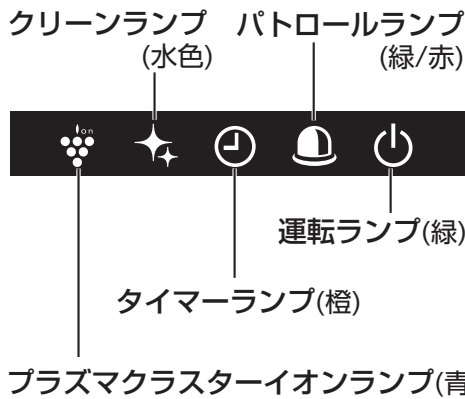 クリーンランプ
(水色)
パトロールランプ
(緑/赤)
ion
運転ランプ(緑)
タイマーランプ(橙)
プラズマクラスターイオンランプ(青